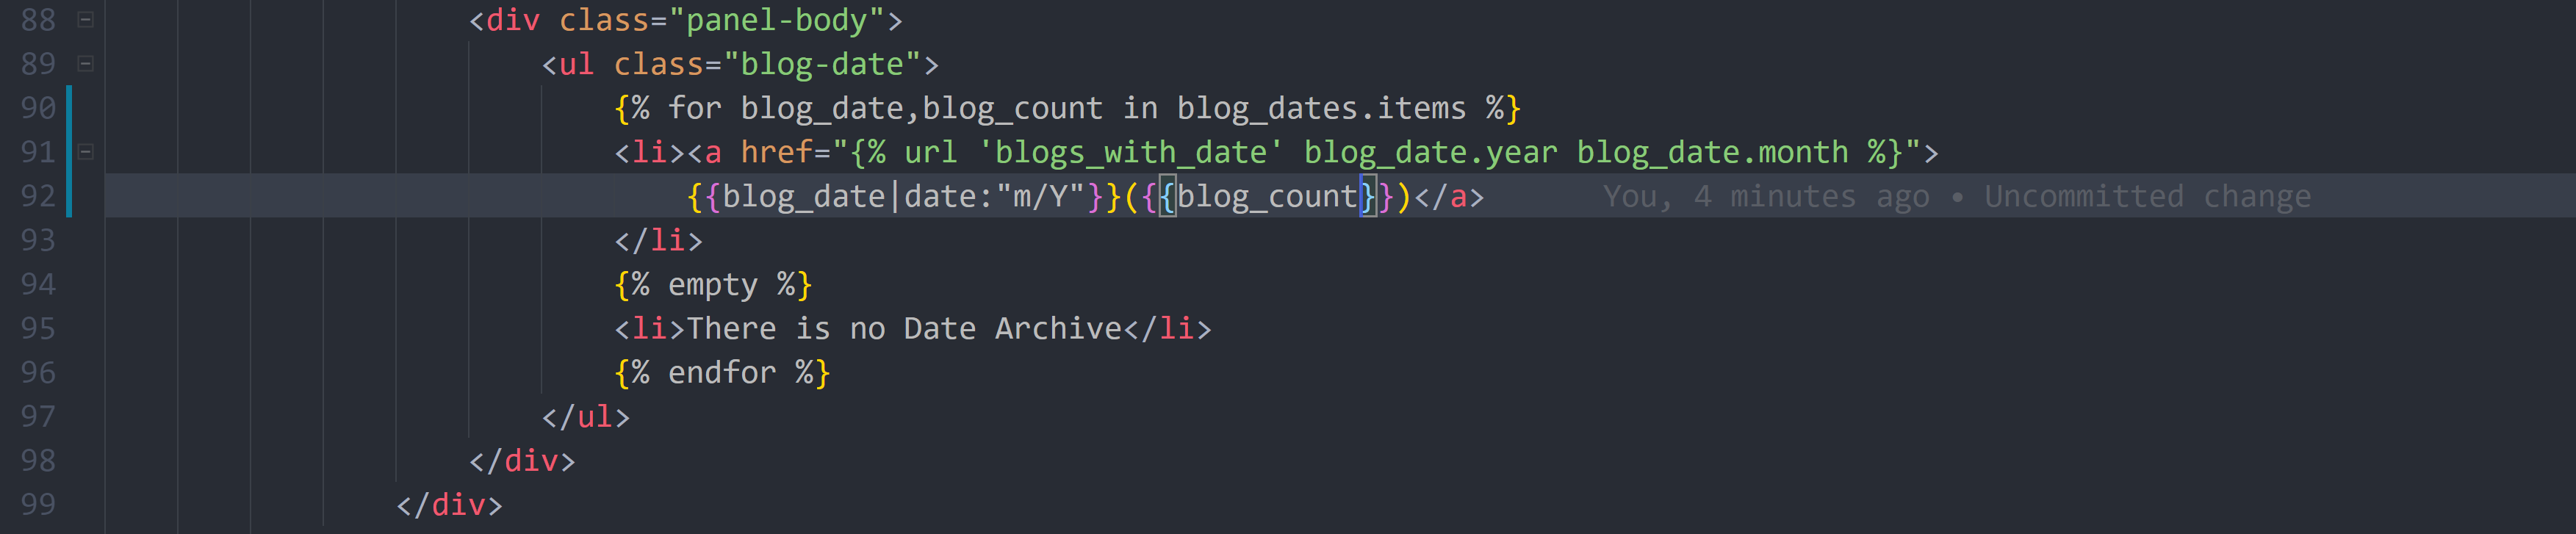 88 <div class="panel-body">
89 <ul class="blog-date">
90 {% for blog_date,blog_count in blog_dates.items %}
91 <li><a href="{% url 'blogs_with_date' blog_date.year blog_date.month %}">
92 {{blog_date|date:"m/Y"}}({{blog_count}})</a> You, 4 minutes ago • Uncommitted change
93 </li>
94 {% empty %}
95 <li>There is no Date Archive</li>
96 {% endfor %}
97 </ul>
98 </div>
99 </div>